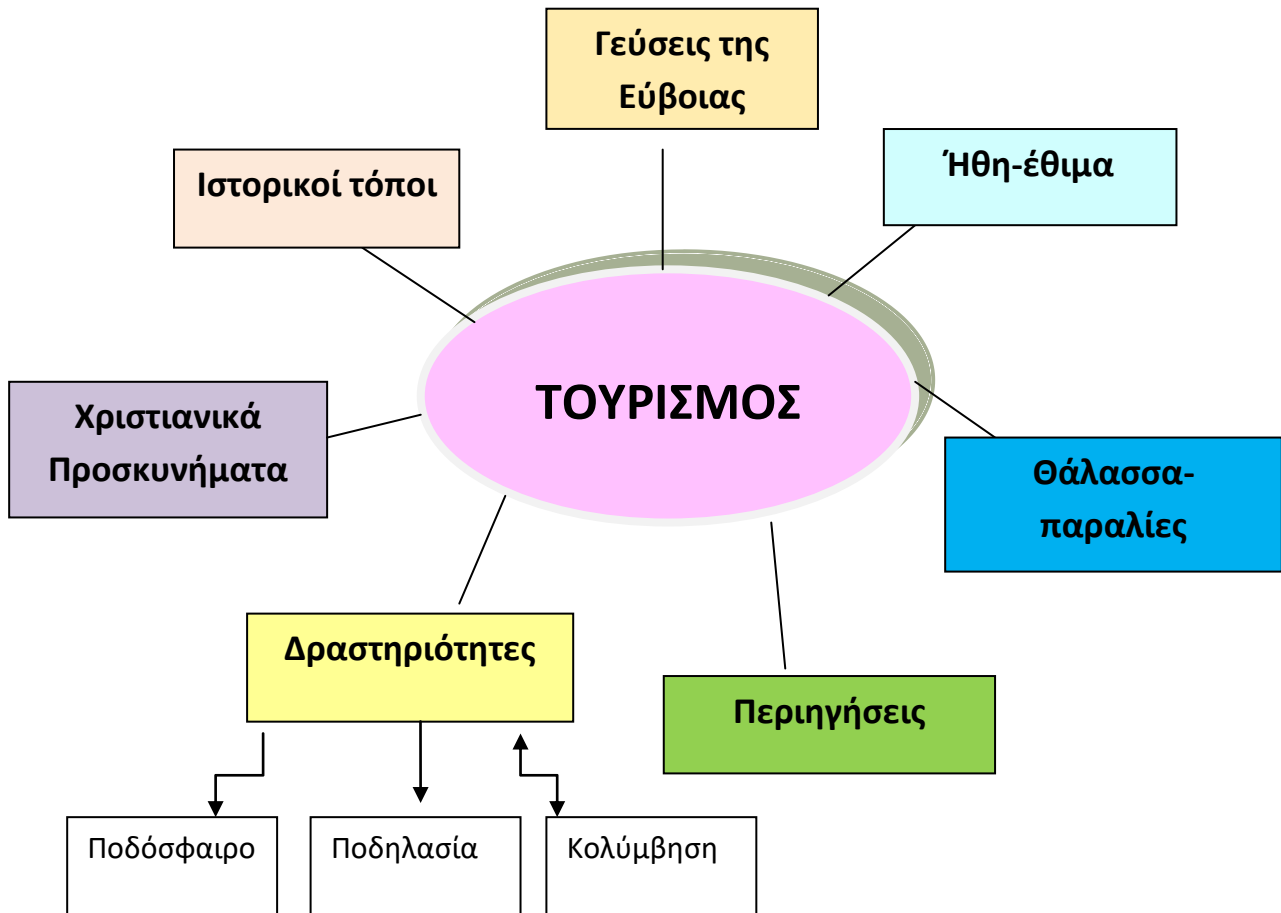 Γεύσεις της
Εύβοιας
Ήθη-έθιμα
Ιστορικοί τόποι
ΤΟΥΡΙΣΜΟΣ
Χριστιανικά
Προσκυνήματα
Θάλασσα-
παραλίες
Δραστηριότητες
Περιηγήσεις
Ποδόσφαιρο
Ποδηλασία
Κολύμβηση